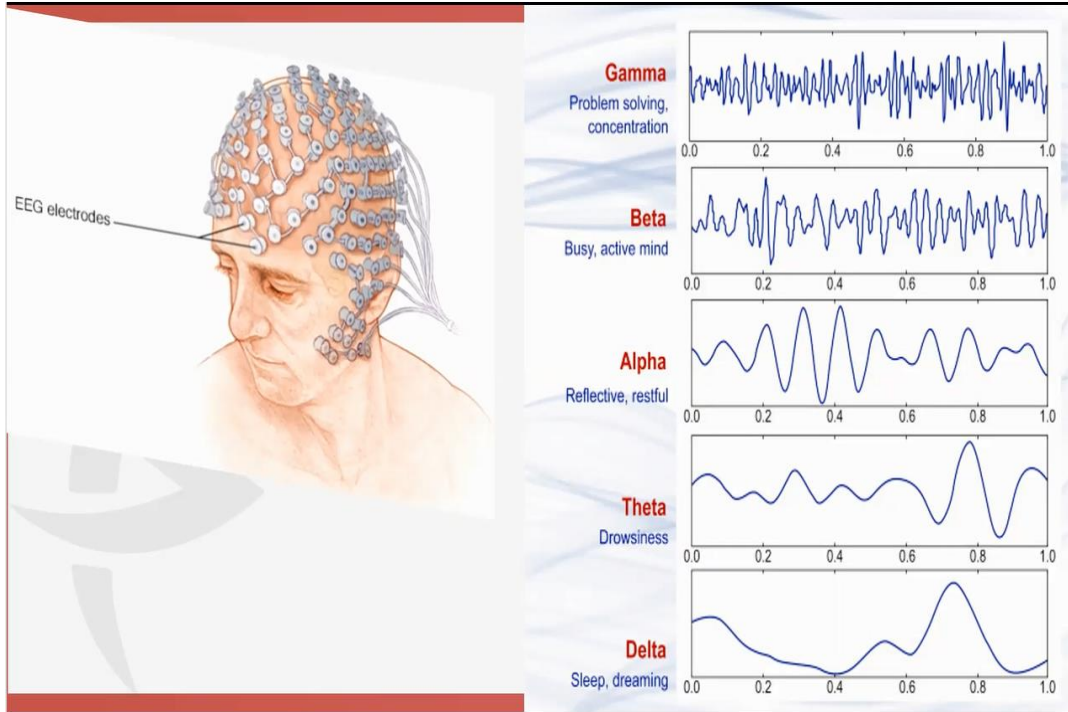 EEG electrodes
Gamma
Problem solving,
concentration
0.0 0.2 0.4 0.6 0.8 1.0
Beta
Busy, active mind
0.0 0.2 0.4 0.6 0.8 1.0
Alpha
Reflective, restful
0.0 0.2 0.4 0.6 0.8 1.0
Theta
Drowsiness
0.0 0.2 0.4 0.6 0.8 1.0
Delta
Sleep, dreaming
0.0 0.2 0.4 0.6 0.8 1.0